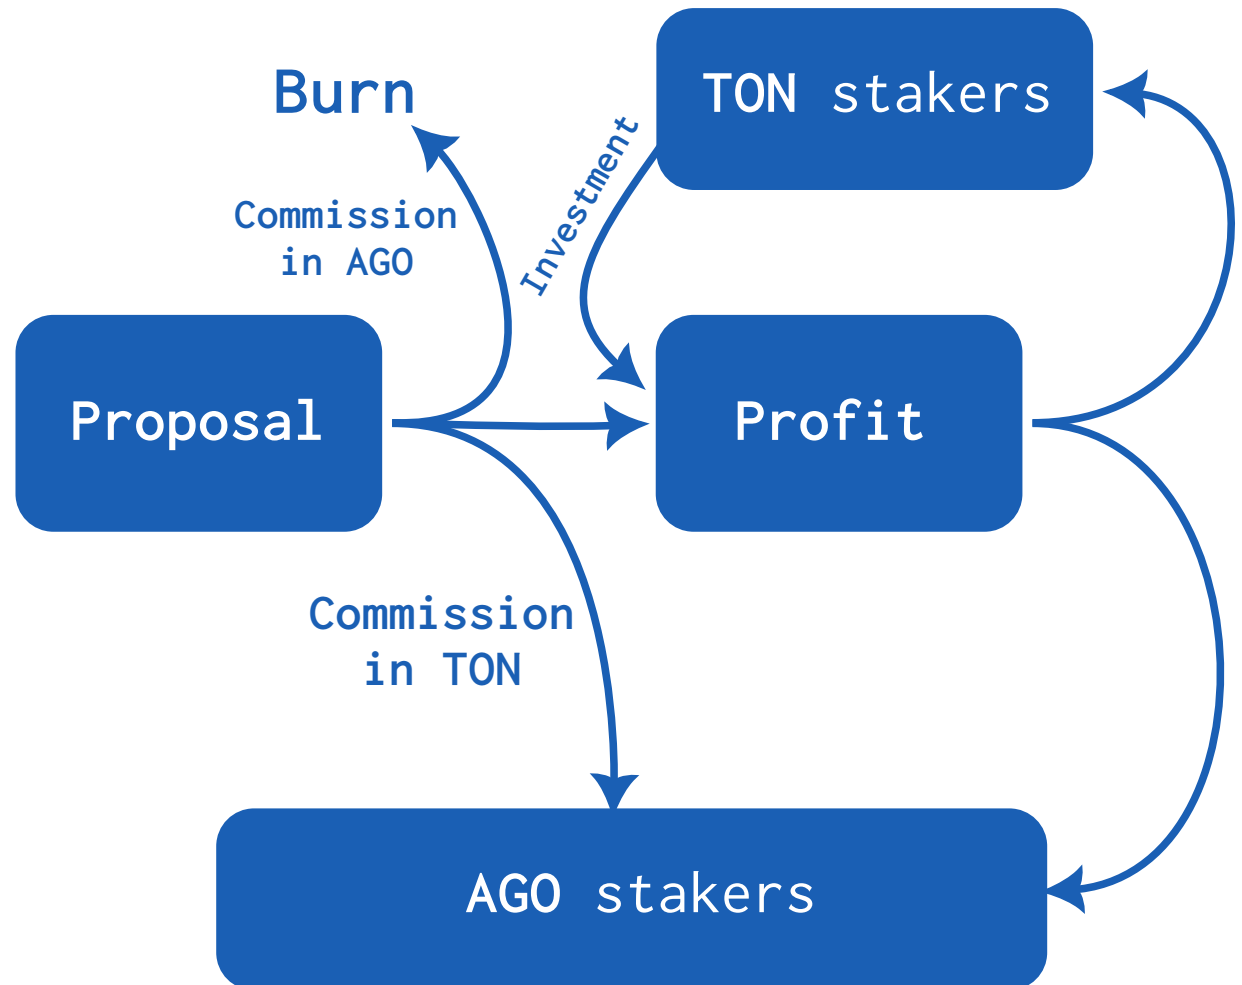 Burn
TON stakers
Commission
in AGO
Investment
Proposal
Profit
Commission
in TON
AGO stakers